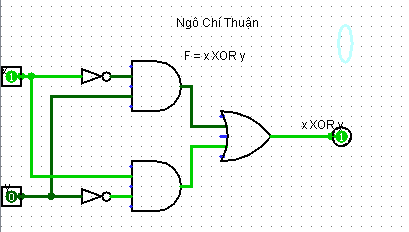 Ngô Chí Thuận
F = x XOR y
x
1
x XOR y
1
y
0